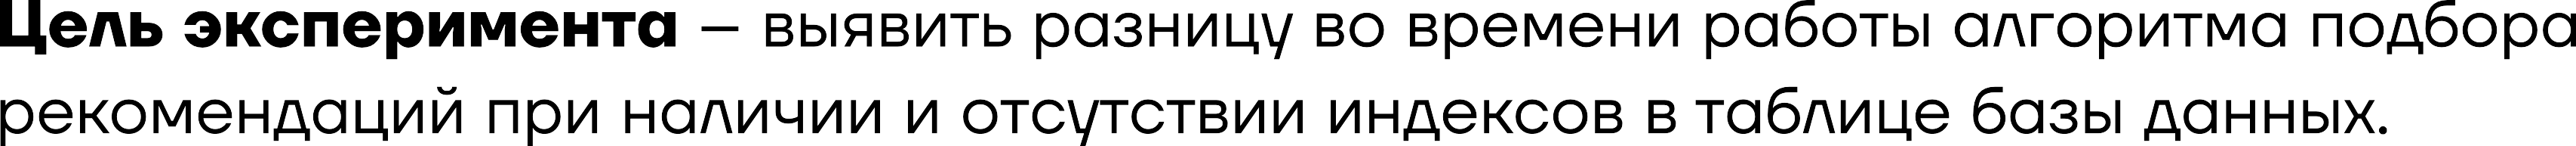 Цель эксперимента — выявить разницу во времени работы алгоритма подбора
рекомендаций при наличии и отсутствии индексов в таблице базы данных.